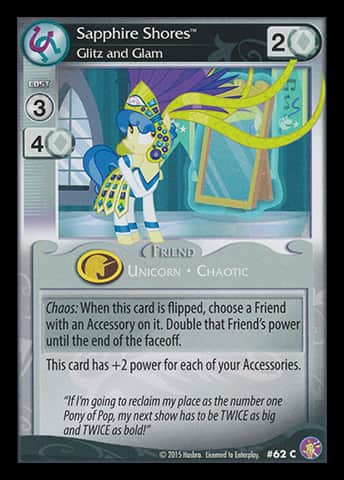 Sapphire Shores™
Glitz and Glam
2
COST
3
4
FRIEND
UNICORN • CHAOTIC
Chaos: When this card is flipped, choose a Friend
with an Accessory on it. Double that Friend's power
until the end of the faceoff.
This card has +2 power for each of your Accessories.
"If I'm going to reclaim my place as the number one
Pony of Pop, my next show has to be TWICE as big
and TWICE as bold!"
© 2015 Hasbro. Licensed to Enterplay. #62 C